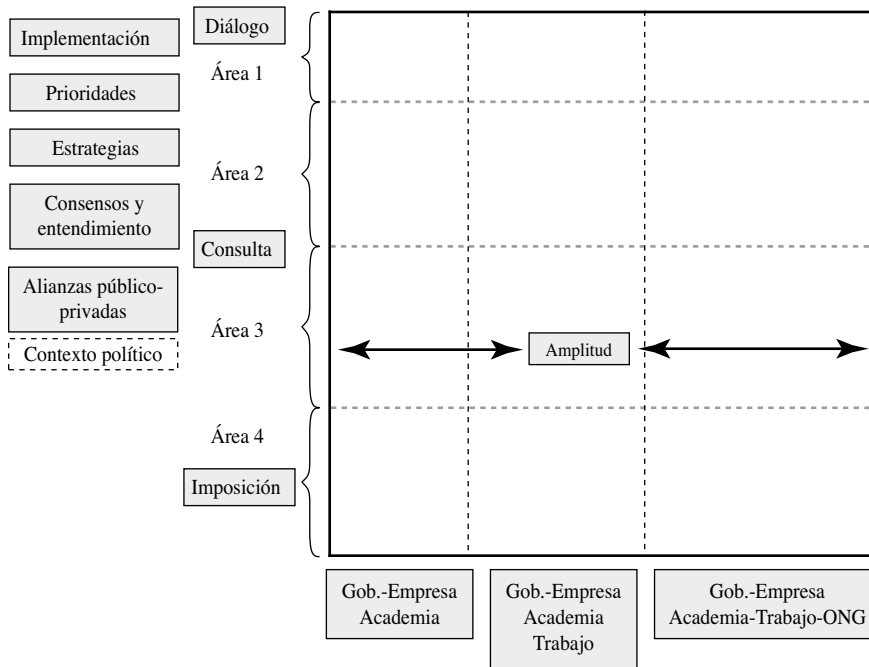 Implementación
Prioridades
Estrategias
Consensos y
entendimiento
Alianzas público-
privadas
Contexto político
Diálogo
Área 1
Área 2
Consulta
Área 3
Área 4
Imposición
Amplitud
Gob.-Empresa
Academia
Gob.-Empresa
Academia
Trabajo
Gob.-Empresa
Academia-Trabajo-ONG